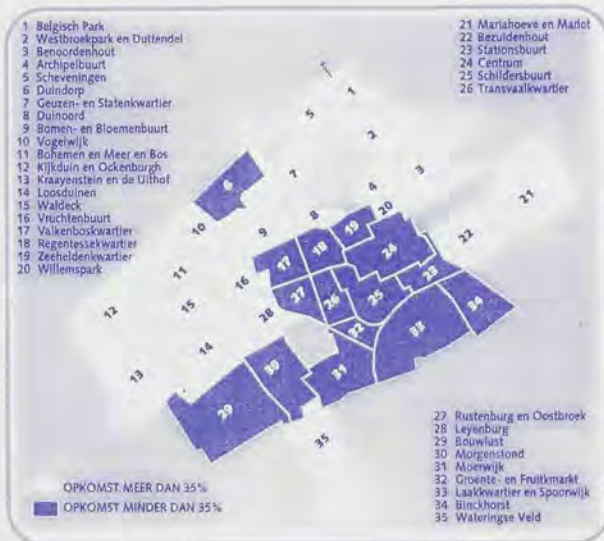 1 Belgisch Park
2 Westbroekpark en Duttendel
3 Benoordenhout
4 Archipelbuurt
5 Scheveningen
6 Duindorp
7 Geuzen- en Statenkwartier
8 Duinoord
9 Bomen- en Bloemenbuurt
10 Vogelwijk
11 Bohemen en Meer en Bos
12 Kijkduin en Ockenborgh
13 Kraayenstein en de Uithof
14 Loosduinen
15 Waldeck
16 Vruchtenbuurt
17 Valkenboskwartier
18 Regentessekwartier
19 Zeeheldenkwartier
20 Willemspark
21 Mariahoeve en Marlot
22 Bezuidenhout
23 Stationsbuurt
24 Centrum
25 Schildersbuurt
26 Transvaalkwartier
1
5
2
7
4
3
6
8
20
21
10
9
19
22
18
24
17
11
16
23
27
26
25
34
12
15
28
32
33
14
30
31
13
29
35
27 Rustenburg en Oostbroek
28 Leyenburg
29 Bouwlust
30 Morgenstond
31 Moerwijk
32 Groente- en Fruitmarkt
33 Laakkwartier en Spoorwijk
34 Binckhorst
35 Wateringse Veld
OPKOMST MEER DAN 35%
OPKOMST MINDER DAN 35%